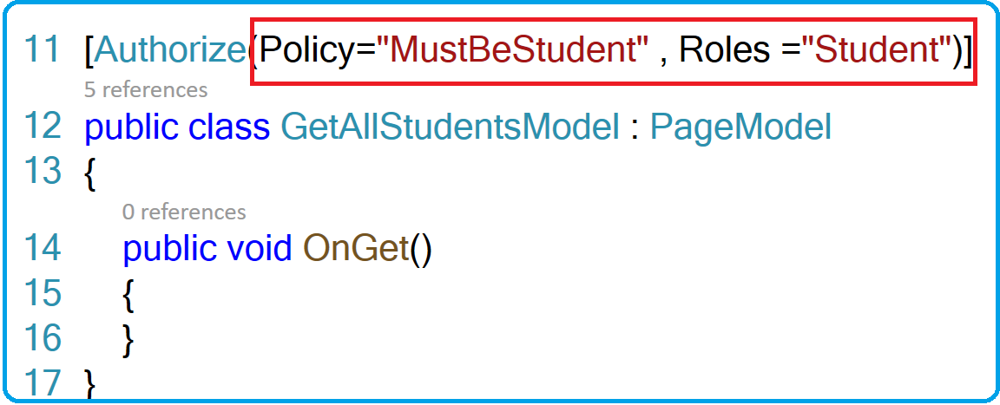 11 [Authorize(Policy="MustBeStudent" , Roles ="Student")]
5 references
12 public class GetAllStudentsModel : PageModel
13 {
0 references
14 public void OnGet()
15 {
16 }
17 }